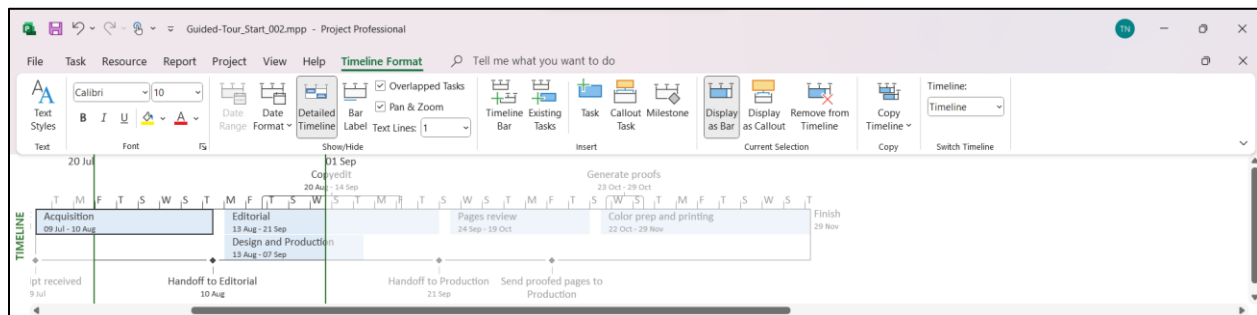 Guided-Tour_Start_002.mpp - Project Professional
TN
File Task Resource Report Project View Help Timeline Format Tell me what you want to do
Text Styles
Calibri 10
B I U A
Date Range
Date Format
Detailed Timeline
Bar Label
Overlapped Tasks
Pan & Zoom
Text Lines: 1
Timeline Bar
Existing Tasks
Task
Callout Task
Milestone
Display as Bar
Display as Callout
Remove from Timeline
Copy Timeline
Timeline:
Timeline
Text Font Show/Hide Insert Current Selection Copy Switch Timeline
20 Jul 01 Sep
Copyedit
20 Aug - 14 Sep
Generate proofs
23 Oct - 29 Oct
T M F T S W S T M F T S W S T M F T S W S T M F T S W S T M F T S W S T
TIMELINE
Acquisition
09 Jul - 10 Aug
Editorial
13 Aug - 21 Sep
Pages review
24 Sep - 19 Oct
Color prep and printing
22 Oct - 29 Nov
Finish
29 Nov
Design and Production
13 Aug - 07 Sep
ipt received
9 Jul
Handoff to Editorial
10 Aug
Handoff to Production
21 Sep
Send proofed pages to
Production